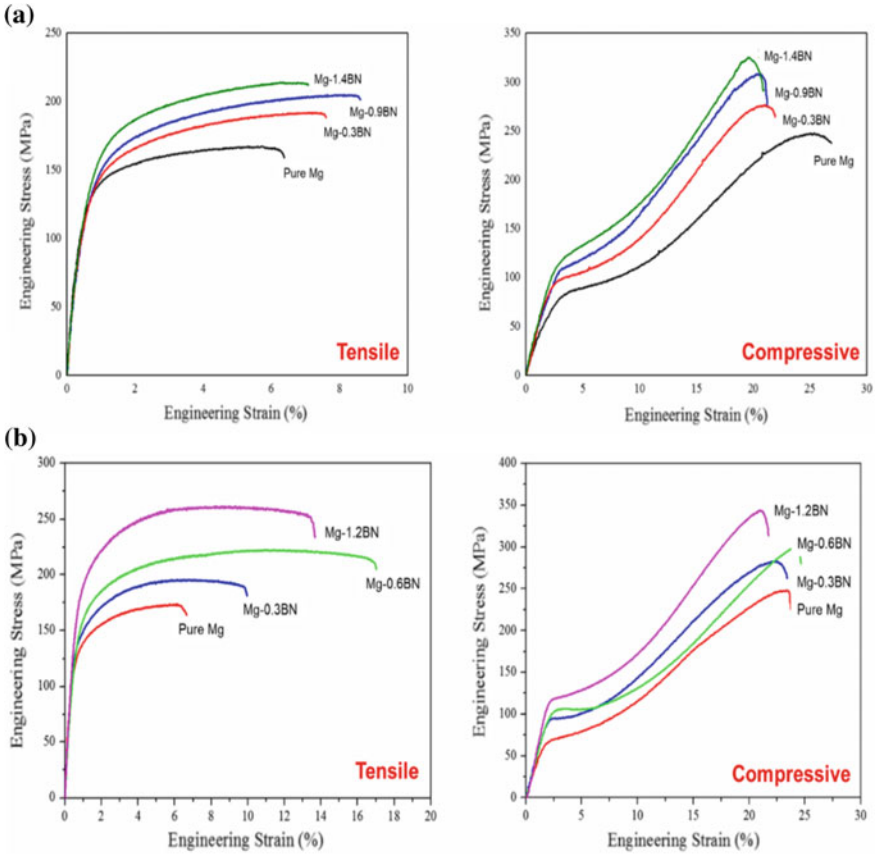 (a)
250
200
150
100
50
0
0
2
4
6
8
10
Engineering Stress (MPa)
Engineering Strain (%)
Mg-1.4BN
Mg-0.9BN
Mg-0.3BN
Pure Mg
Tensile
350
300
250
200
150
100
50
0
0
5
10
15
20
25
30
Engineering Stress (MPa)
Engineering Strain (%)
Mg-1.4BN
Mg-0.9BN
Mg-0.3BN
Pure Mg
Compressive
(b)
300
250
200
150
100
50
0
0
2
4
6
8
10
12
14
16
18
20
Engineering Stress (MPa)
Engineering Strain (%)
Mg-1.2BN
Mg-0.6BN
Mg-0.3BN
Pure Mg
Tensile
400
350
300
250
200
150
100
50
0
0
5
10
15
20
25
30
Engineering Stress (MPa)
Engineering Strain (%)
Mg-1.2BN
Mg-0.6BN
Mg-0.3BN
Pure Mg
Compressive